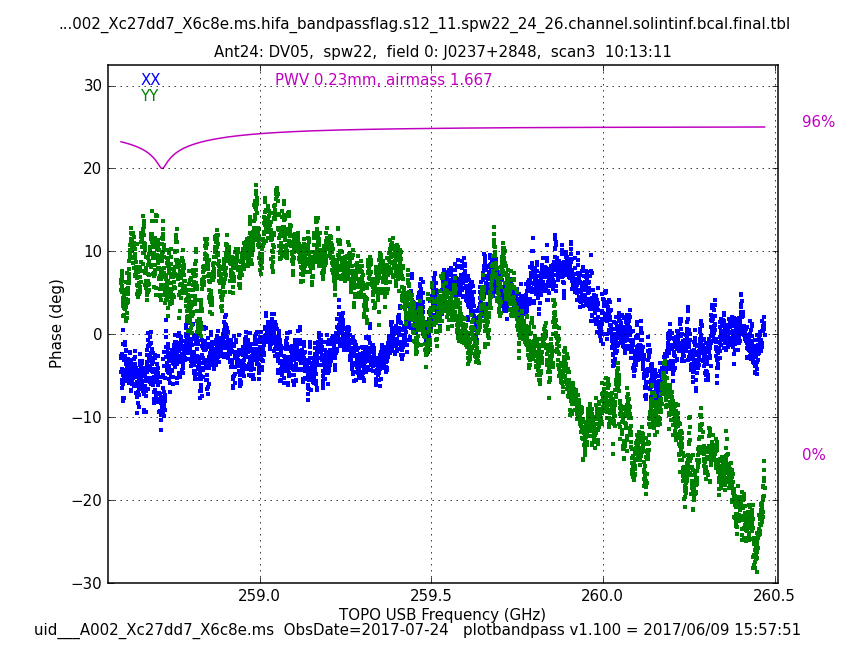 ...002_Xc27dd7_X6c8e.ms.hifa_bandpassflag.s12_11.spw22_24_26.channel.solintinf.bcal.final.tbl
Ant24: DV05,  spw22,  field 0: J0237+2848,  scan3  10:13:11
XX
YY
PWV 0.23mm, airmass 1.667
96%
0%
30
20
10
0
−10
−20
−30
Phase (deg)
259.0
259.5
260.0
260.5
TOPO USB Frequency (GHz)
uid___A002_Xc27dd7_X6c8e.ms  ObsDate=2017-07-24   plotbandpass v1.100 = 2017/06/09 15:57:51